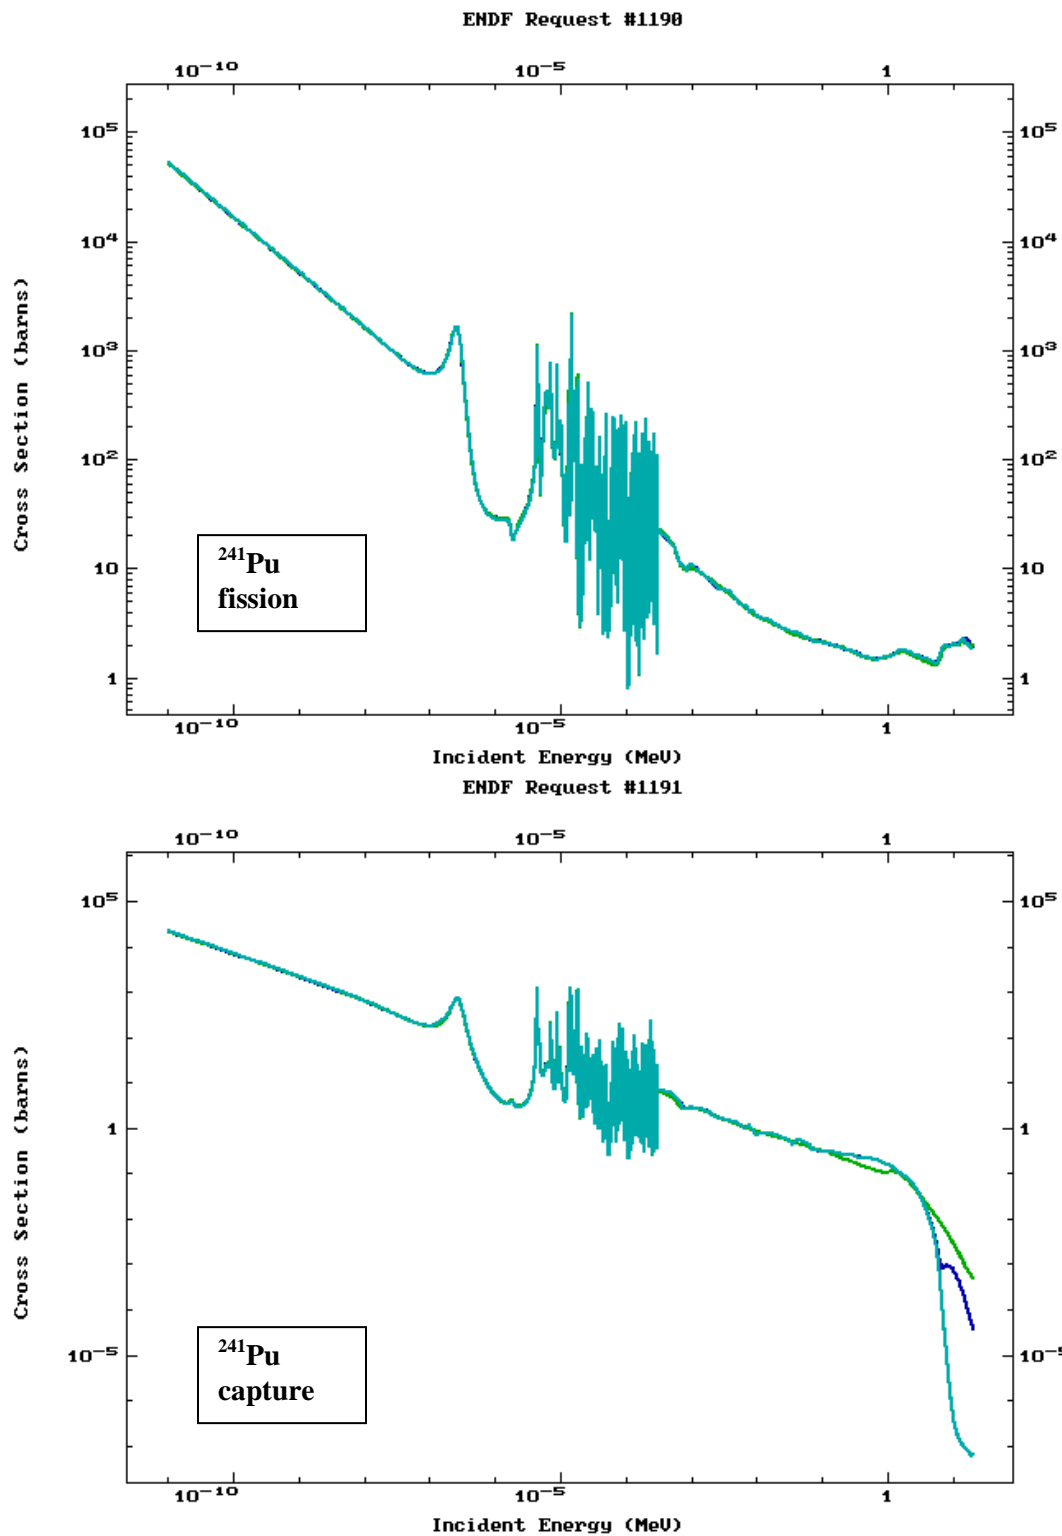 ENDF Request #1190
10⁻¹⁰ 10⁻⁵ 1
10⁵ 10⁵
10⁴ 10⁴
10³ 10³
10² 10²
10 10
1 1
Cross Section (barns)
²⁴¹Pu
fission
10⁻¹⁰ 10⁻⁵ 1
Incident Energy (MeV)
ENDF Request #1191
10⁻¹⁰ 10⁻⁵ 1
10⁵ 10⁵
1 1
10⁻⁵ 10⁻⁵
Cross Section (barns)
²⁴¹Pu
capture
10⁻¹⁰ 10⁻⁵ 1
Incident Energy (MeV)